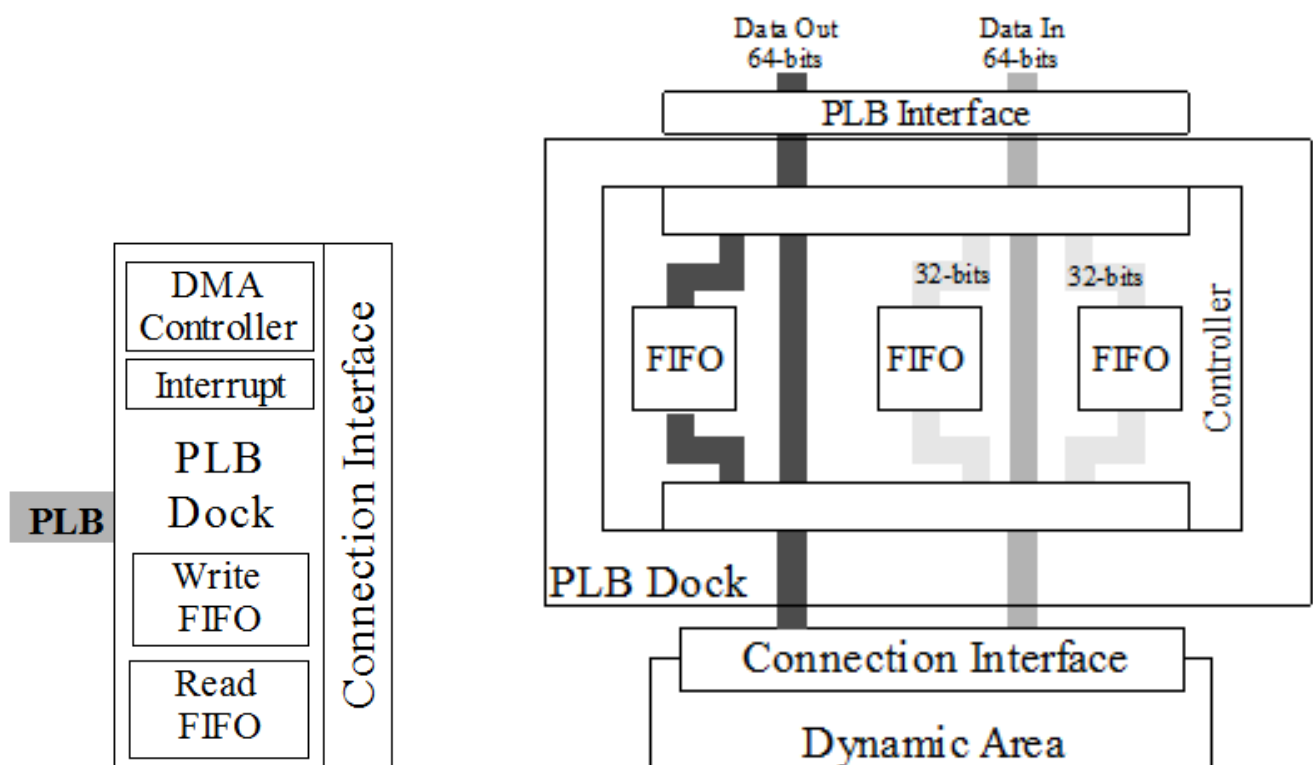 DMA
Controller
Interrupt
PLB
Dock
PLB
Write
FIFO
Read
FIFO
Connection Interface
Data Out
64-bits
Data In
64-bits
PLB Interface
32-bits
32-bits
FIFO
FIFO
FIFO
Controller
PLB Dock
Connection Interface
Dynamic Area